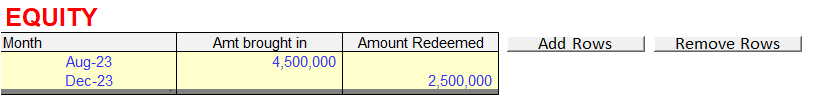 EQUITY
Month Amt brought in Amount Redeemed Add Rows Remove Rows
Aug-23 4,500,000
Dec-23 2,500,000